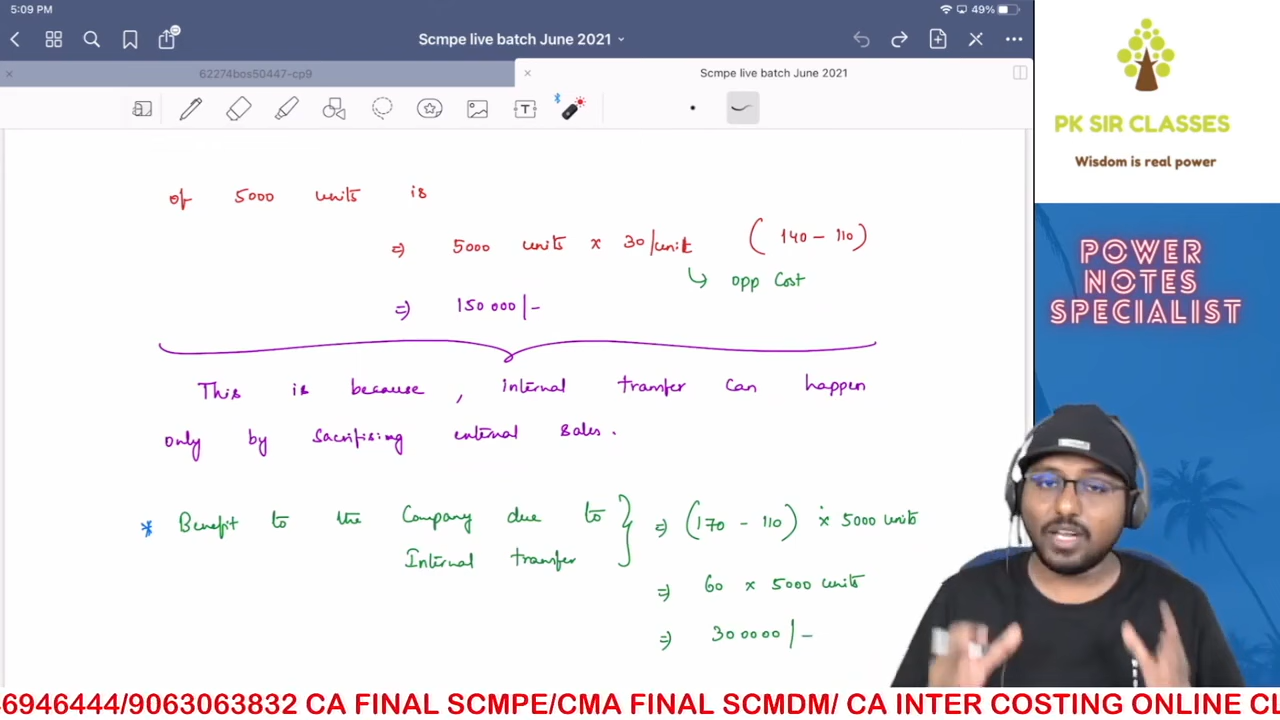 5:09 PM
49%
Scmpe live batch June 2021
62274bos50447-cp9
Scmpe live batch June 2021
of 5000 units is
⇒ 5000 units x 30/unit (140 - 110)
↳ opp Cost
⇒ 150000/-
This is because, Internal transfer can happen
only by sacrifising external sales.
* Benefit to the Company due to } ⇒ (170 - 110) x 5000 units
Internal transfer
⇒ 60 x 5000 units
⇒ 300000/-
PK SIR CLASSES
Wisdom is real power
POWER
NOTES
SPECIALIST
46946444/9063063832 CA FINAL SCMPE/CMA FINAL SCMDM/ CA INTER COSTING ONLINE CL